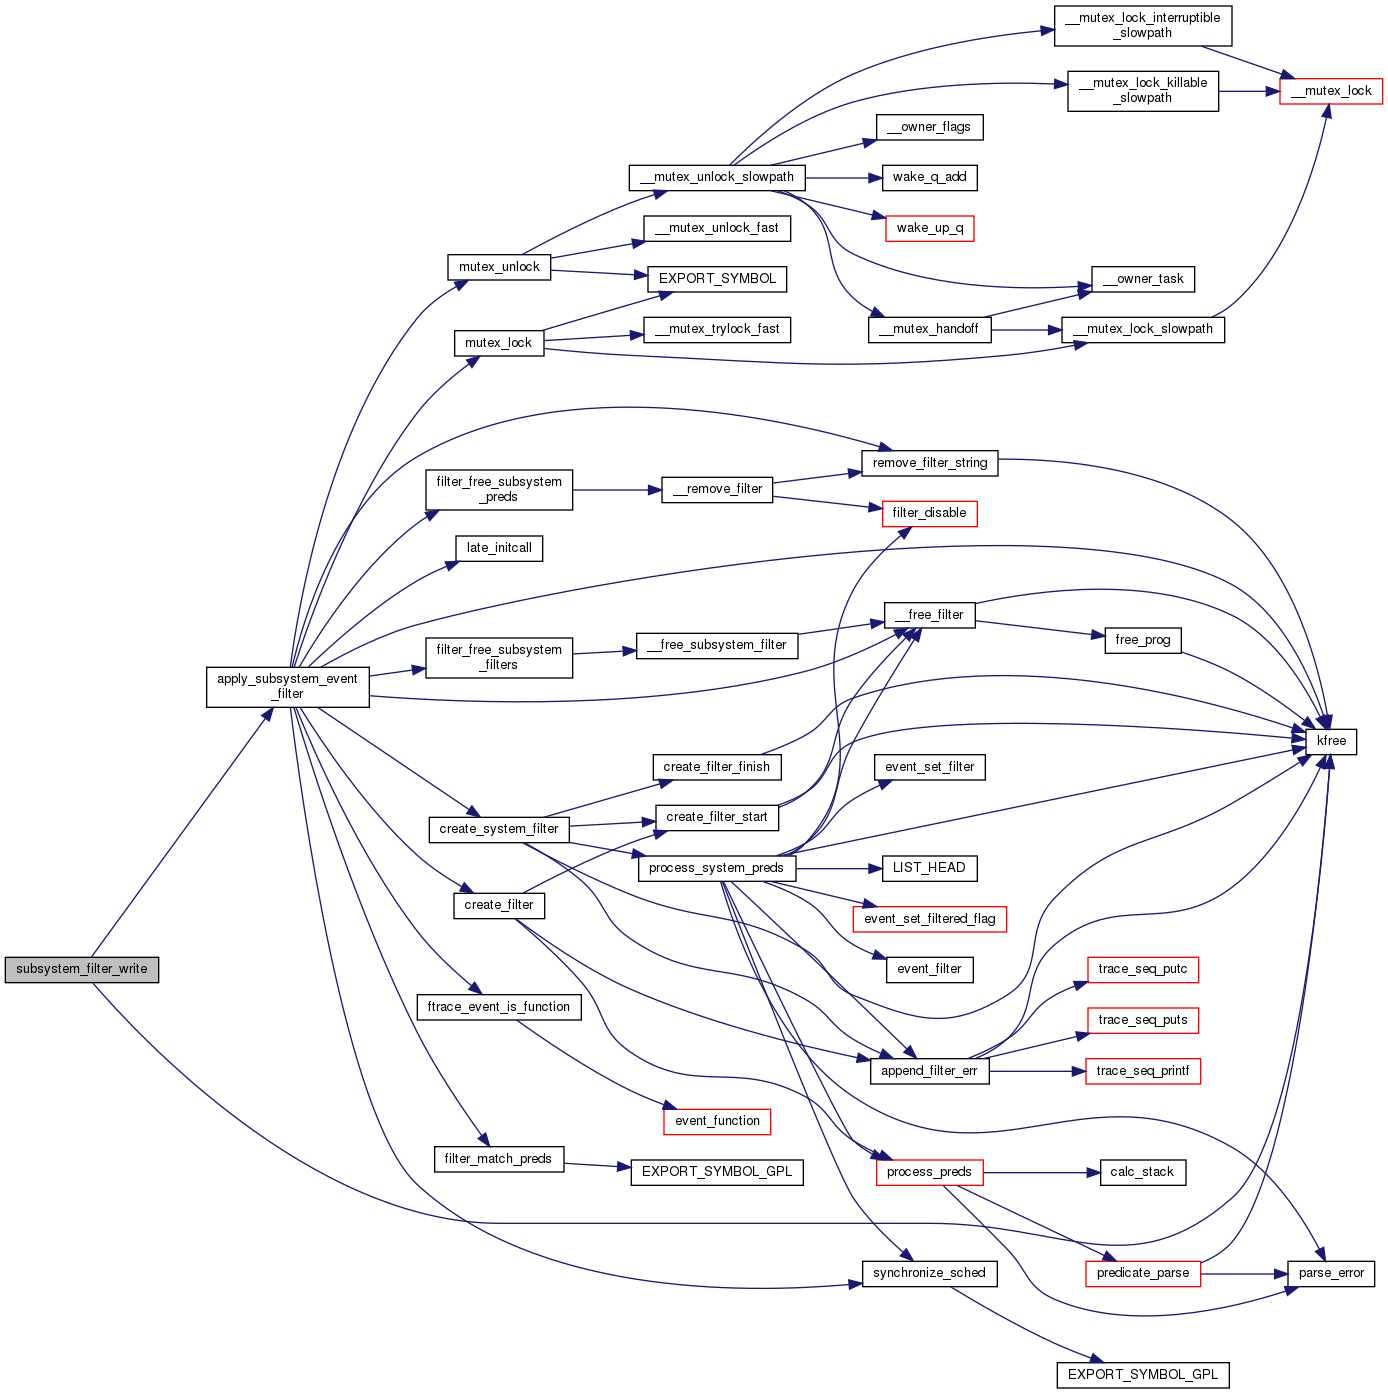 __mutex_lock_interruptible
_slowpath
__mutex_lock_killable
_slowpath
__mutex_lock
__owner_flags
__mutex_unlock_slowpath
wake_q_add
__mutex_unlock_fast
wake_up_q
mutex_unlock
EXPORT_SYMBOL
__owner_task
mutex_lock
__mutex_trylock_fast
__mutex_handoff
__mutex_lock_slowpath
remove_filter_string
filter_free_subsystem
_preds
__remove_filter
filter_disable
late_initcall
__free_filter
filter_free_subsystem
_filters
__free_subsystem_filter
free_prog
apply_subsystem_event
_filter
kfree
create_filter_finish
event_set_filter
create_filter_start
create_system_filter
process_system_preds
LIST_HEAD
create_filter
event_set_filtered_flag
subsystem_filter_write
event_filter
trace_seq_putc
ftrace_event_is_function
trace_seq_puts
append_filter_err
trace_seq_printf
event_function
filter_match_preds
EXPORT_SYMBOL_GPL
process_preds
calc_stack
synchronize_sched
predicate_parse
parse_error
EXPORT_SYMBOL_GPL